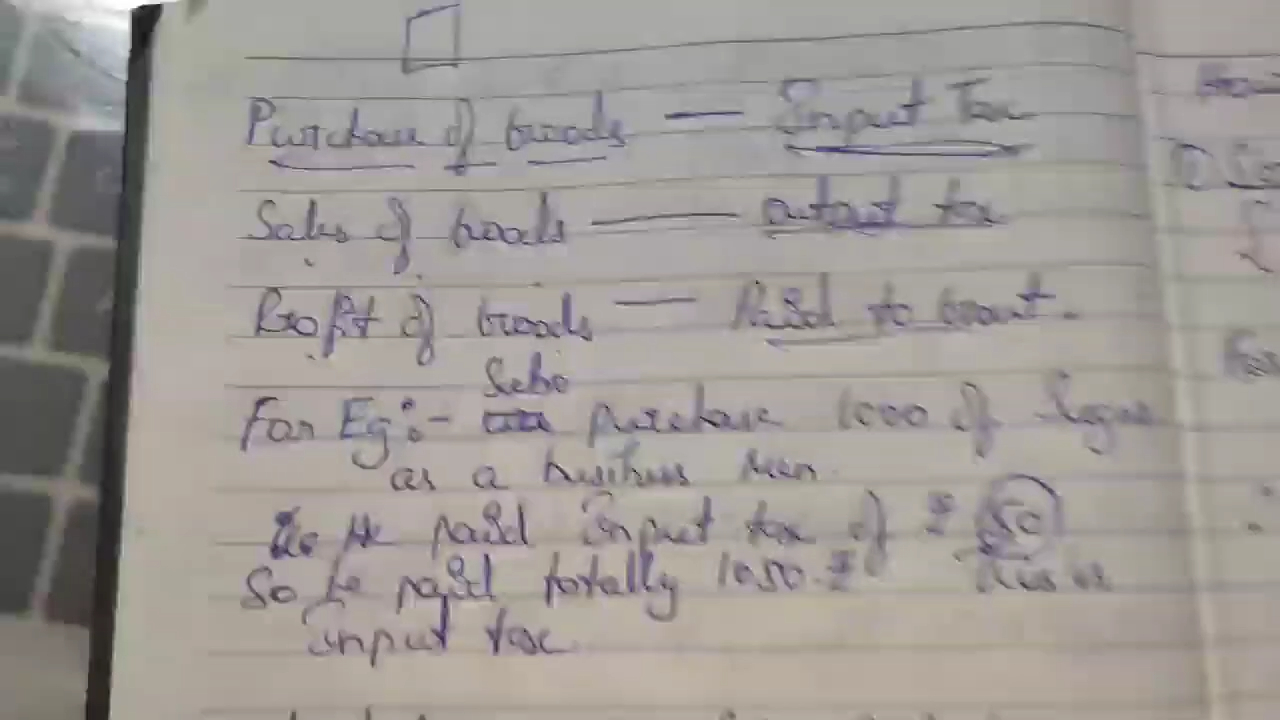 Purchase of Goods — Input Tax
Sales of Goods — output tax
Profit of Goods — Paid to Govt.
Sebo
For Eg:- purchase 1000 of Sugar
as a business man.
So He paid input tax of ₹ 50
So he paid totally 1050 ₹ This is
input tax